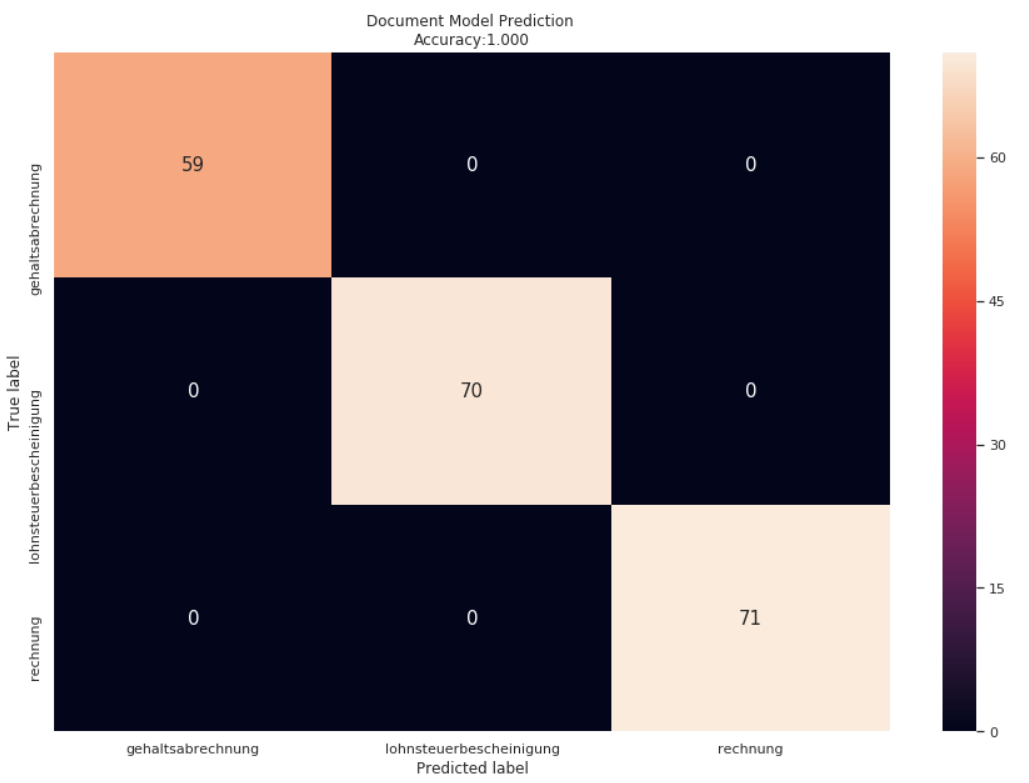 Document Model Prediction
Accuracy:1.000
True label
gehaltsabrechnung
59 0 0
lohnsteuerbescheinigung
0 70 0
rechnung
0 0 71
gehaltsabrechnung lohnsteuerbescheinigung rechnung
Predicted label
60
45
30
15
0